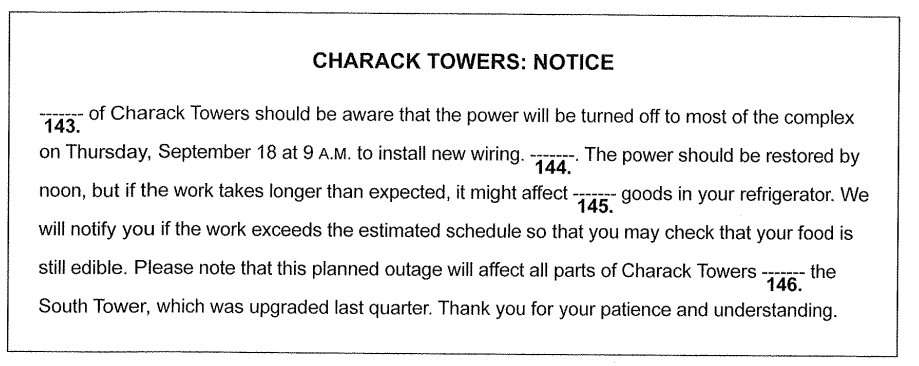 CHARACK TOWERS: NOTICE
------- of Charack Towers should be aware that the power will be turned off to most of the complex
143.
on Thursday, September 18 at 9 A.M. to install new wiring. -------. The power should be restored by
144.
noon, but if the work takes longer than expected, it might affect ------- goods in your refrigerator. We
145.
will notify you if the work exceeds the estimated schedule so that you may check that your food is
still edible. Please note that this planned outage will affect all parts of Charack Towers ------- the
146.
South Tower, which was upgraded last quarter. Thank you for your patience and understanding.